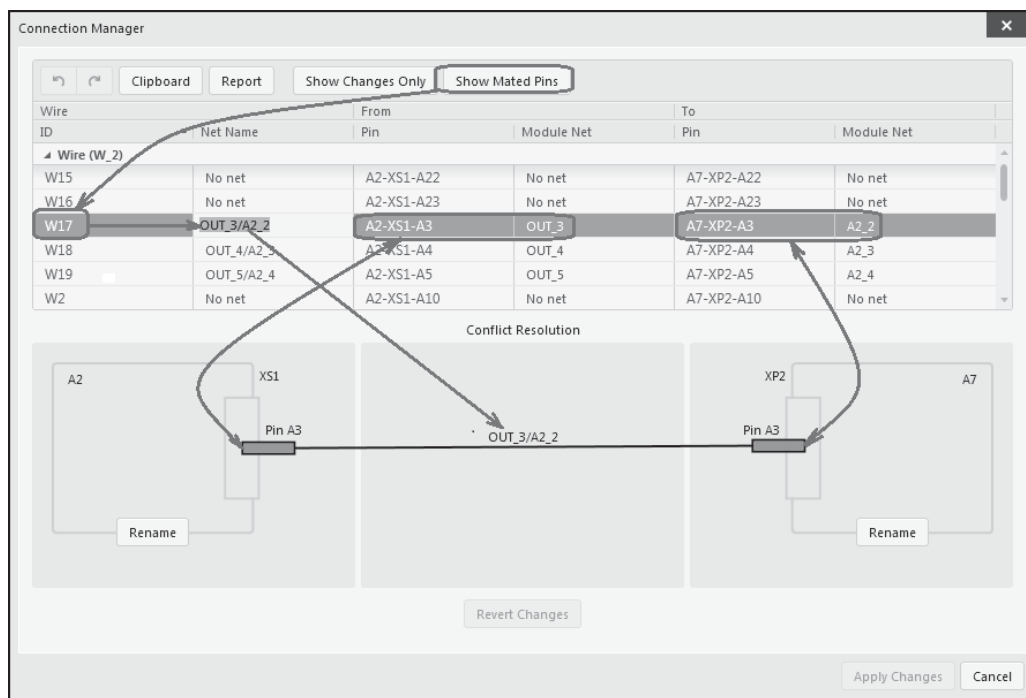 Connection Manager
Clipboard Report Show Changes Only Show Mated Pins
Wire From To
ID Net Name Pin Module Net Pin Module Net
Wire (W_2)
W15 No net A2-XS1-A22 No net A7-XP2-A22 No net
W16 No net A2-XS1-A23 No net A7-XP2-A23 No net
W17 OUT_3/A2_2 A2-XS1-A3 OUT_3 A7-XP2-A3 A2_2
W18 OUT_4/A2_3 A2-XS1-A4 OUT_4 A7-XP2-A4 A2_3
W19 OUT_5/A2_4 A2-XS1-A5 OUT_5 A7-XP2-A5 A2_4
W2 No net A2-XS1-A10 No net A7-XP2-A10 No net
Conflict Resolution
A2 XS1 XP2 A7
Pin A3 OUT_3/A2_2 Pin A3
Rename Rename
Revert Changes
Apply Changes Cancel